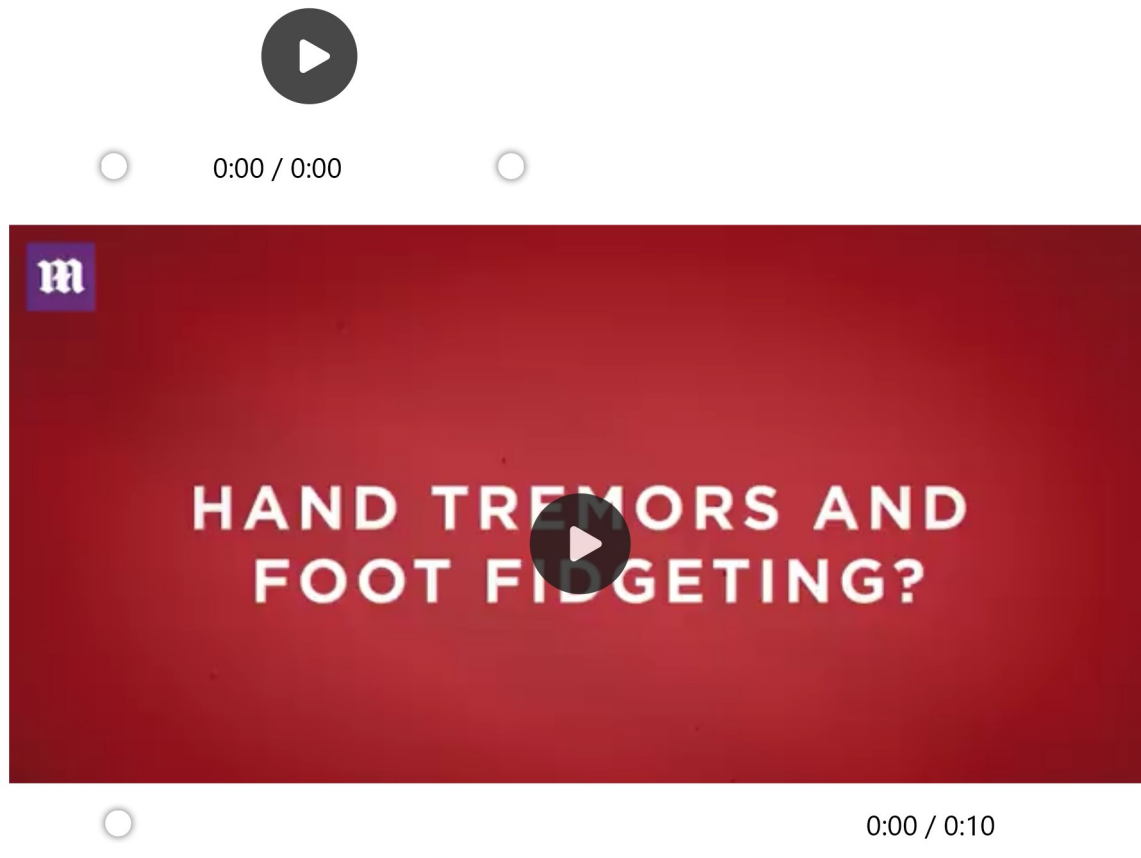 0:00 / 0:00
m
HAND TREMORS AND
FOOT FIDGETING?
0:00 / 0:10